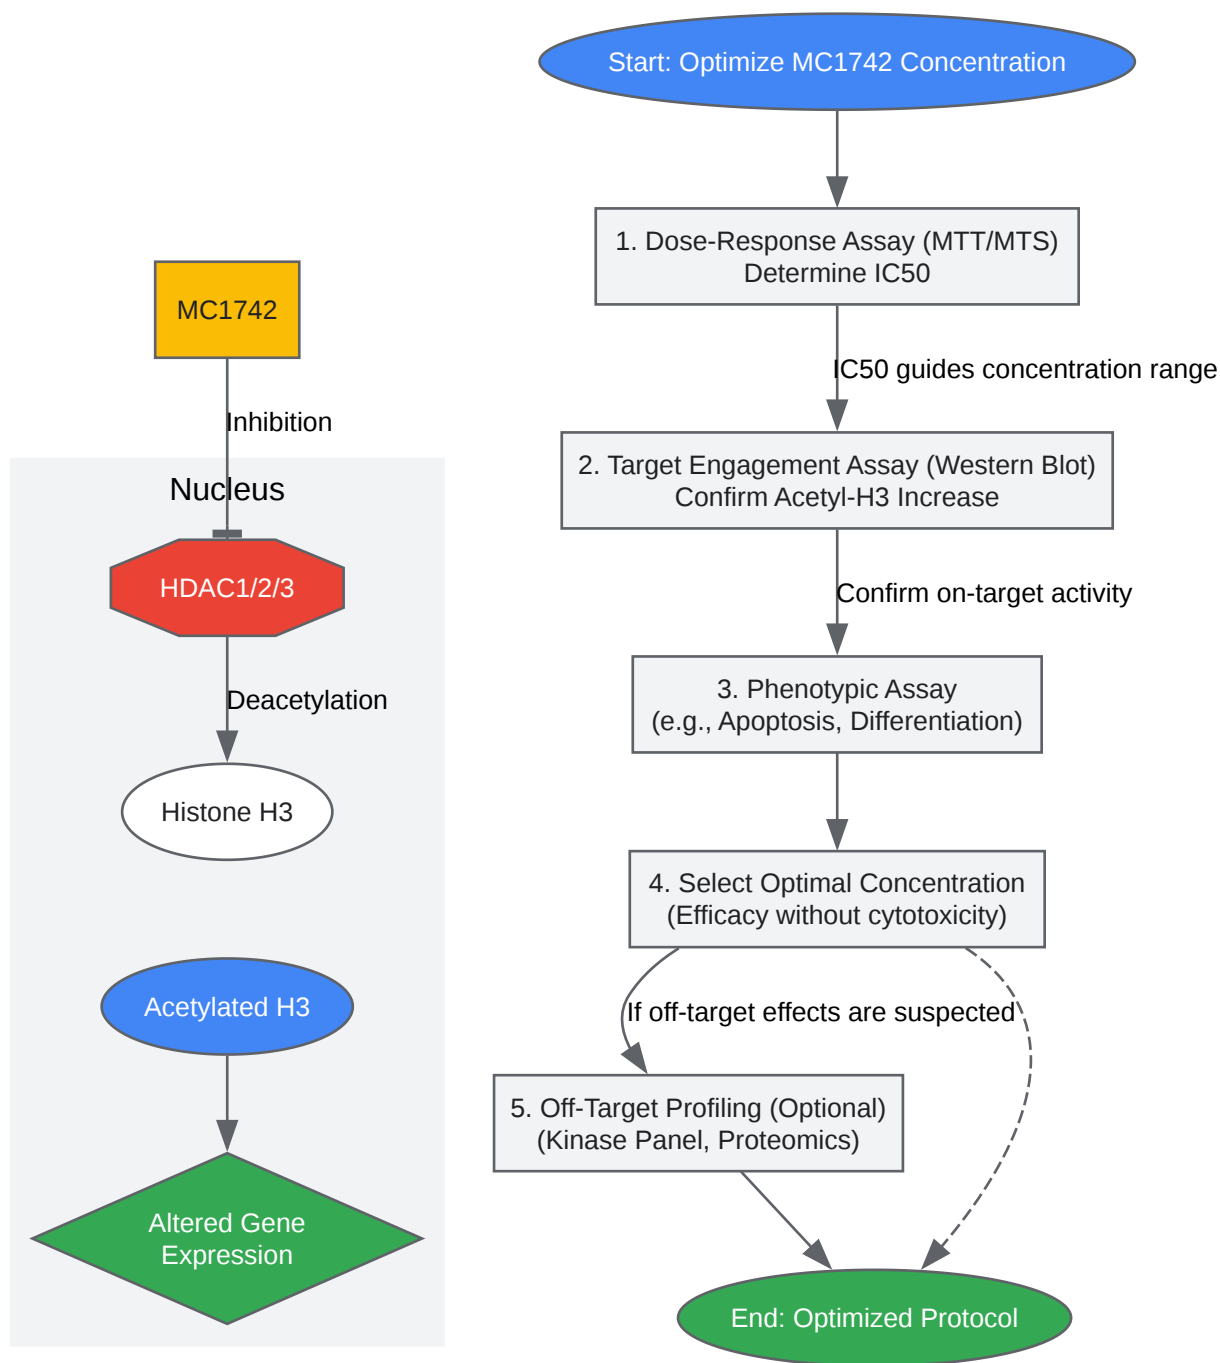 MC1742
Inhibition
Nucleus
HDAC1/2/3
Deacetylation
Histone H3
Acetylated H3
Altered Gene
Expression
Start: Optimize MC1742 Concentration
1. Dose-Response Assay (MTT/MTS)
Determine IC50
IC50 guides concentration range
2. Target Engagement Assay (Western Blot)
Confirm Acetyl-H3 Increase
Confirm on-target activity
3. Phenotypic Assay
(e.g., Apoptosis, Differentiation)
4. Select Optimal Concentration
(Efficacy without cytotoxicity)
If off-target effects are suspected
5. Off-Target Profiling (Optional)
(Kinase Panel, Proteomics)
End: Optimized Protocol